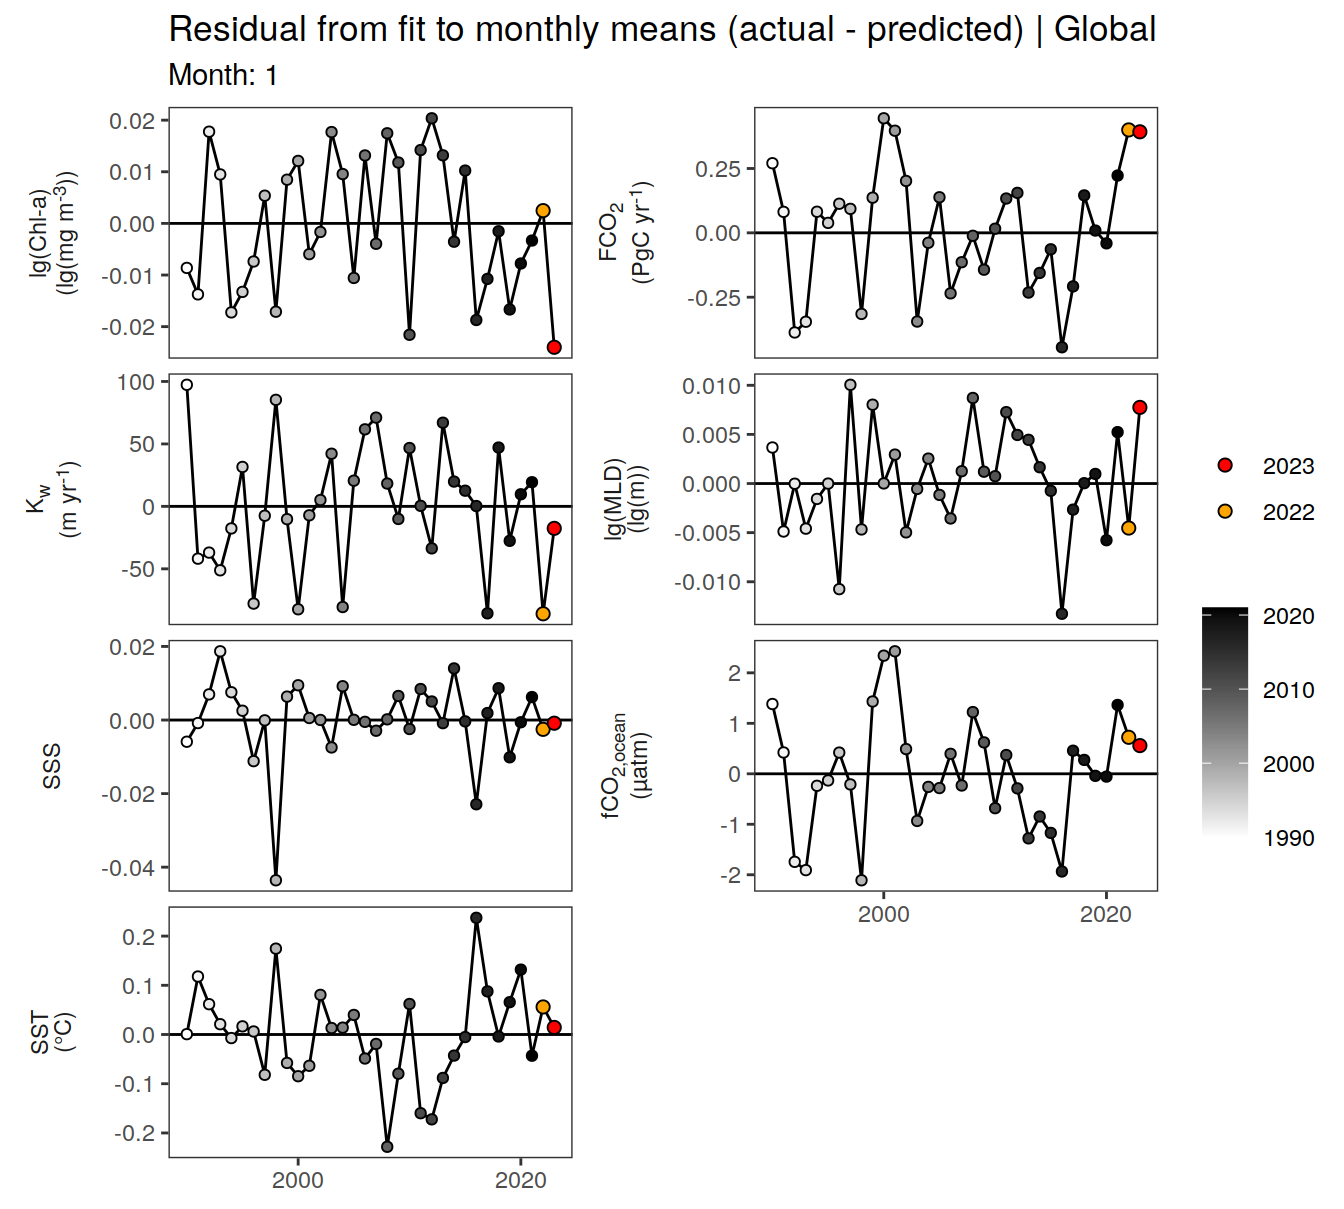 Residual from fit to monthly means (actual - predicted) | Global
Month: 1
lg(Chl-a)
(lg(mg m⁻³))
0.02
0.01
0.00
-0.01
-0.02
FCO₂
(PgC yr⁻¹)
0.25
0.00
-0.25
Kw
(m yr⁻¹)
100
50
0
-50
lg(MLD)
(lg(m))
0.010
0.005
0.000
-0.005
-0.010
SSS
0.02
0.00
-0.02
-0.04
fCO2,ocean
(µatm)
2
1
0
-1
-2
2000
2020
SST
(°C)
0.2
0.1
0.0
-0.1
-0.2
2000
2020
2023
2022
2020
2010
2000
1990